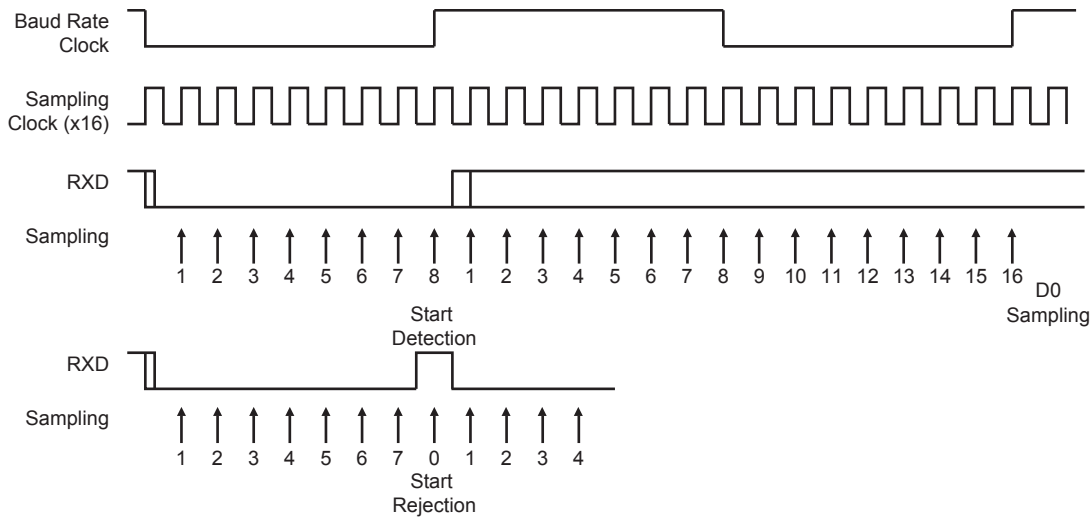 Baud Rate
Clock
Sampling
Clock (x16)
RXD
Sampling
1 2 3 4 5 6 7 8 1 2 3 4 5 6 7 8 9 10 11 12 13 14 15 16
D0
Sampling
Start
Detection
RXD
Sampling
1 2 3 4 5 6 7 0 1 2 3 4
Start
Rejection